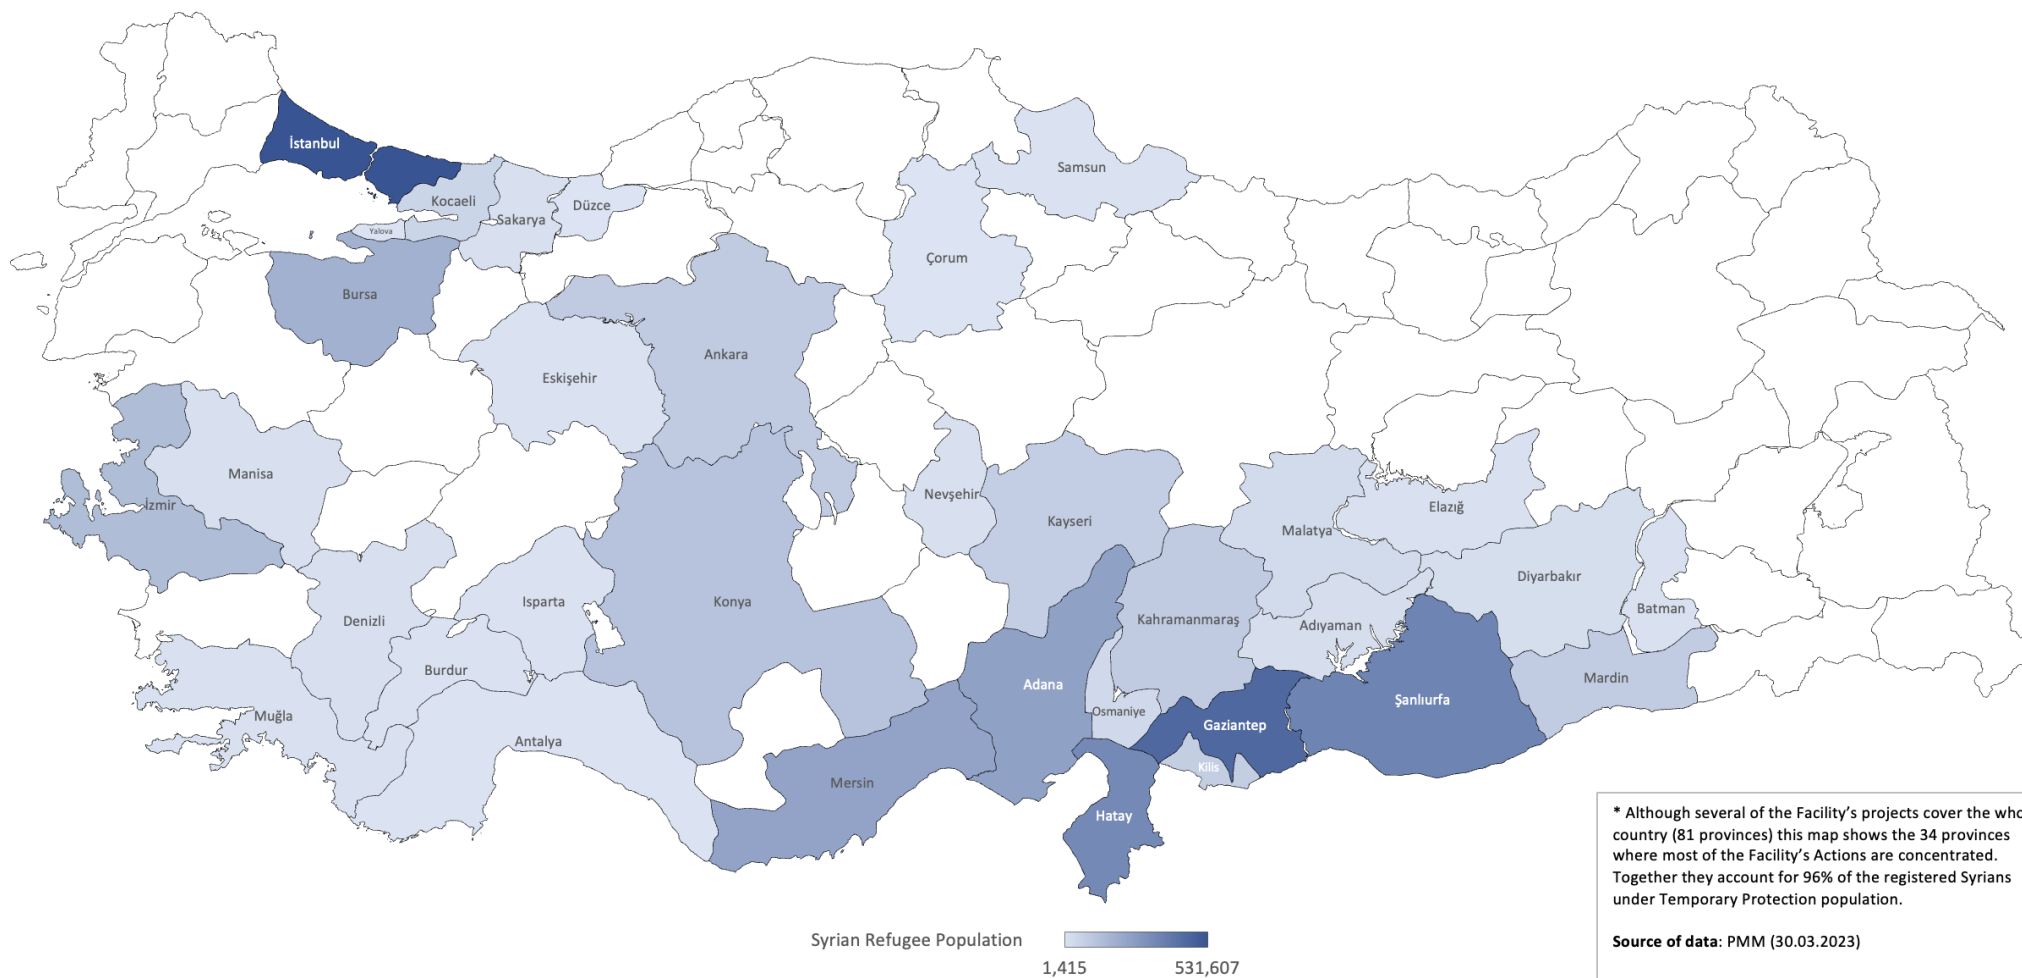 İstanbul
Samsun
Kocaeli
Düzce
Sakarya
Yalova
Çorum
Bursa
Ankara
Eskişehir
Manisa
Nevşehir
İzmir
Kayseri
Elazığ
Malatya
Diyarbakır
Isparta
Konya
Batman
Denizli
Kahramanmaraş
Adıyaman
Burdur
Mardin
Adana
Şanlıurfa
Osmaniye
Muğla
Gaziantep
Antalya
Kilis
Mersin
Hatay
* Although several of the Facility's projects cover the who
country (81 provinces) this map shows the 34 provinces
where most of the Facility's Actions are concentrated.
Together they account for 96% of the registered Syrians
under Temporary Protection population.
Source of data: PMM (30.03.2023)
Syrian Refugee Population
1,415 531,607